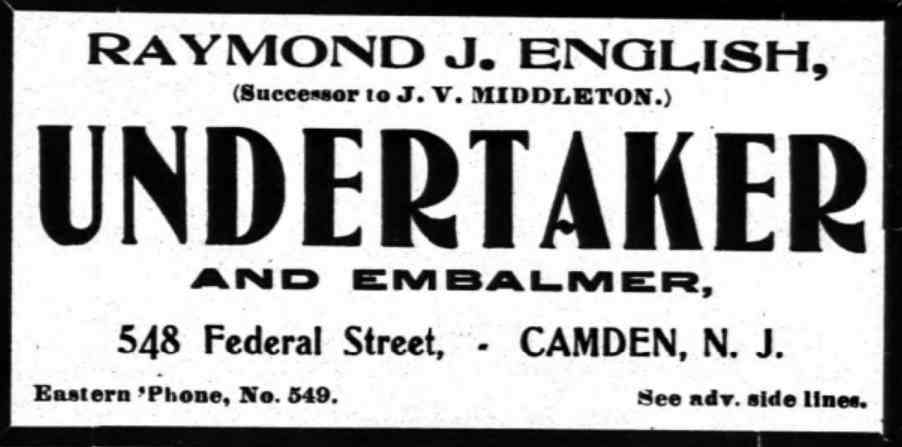 RAYMOND J. ENGLISH,
(Successor to J. V. MIDDLETON.)
UNDERTAKER
AND EMBALMER,
548 Federal Street, - CAMDEN, N. J.
Eastern 'Phone, No. 549. See adv. side lines.